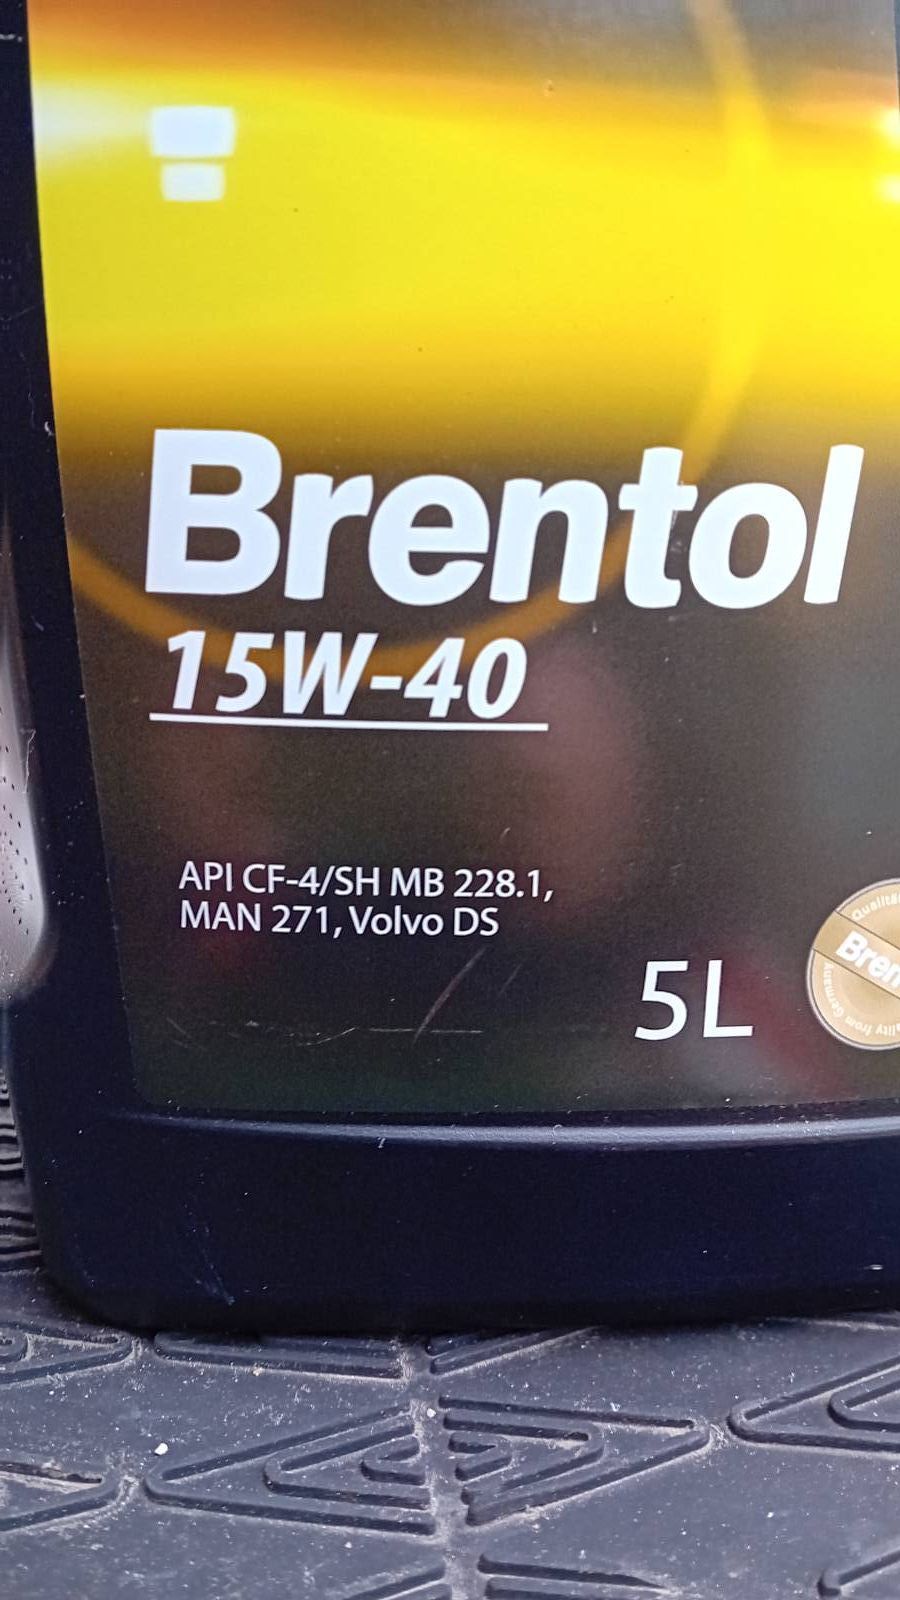 Brentol
15W-40
API CF-4/SH MB 228.1,
MAN 271, Volvo DS
5L